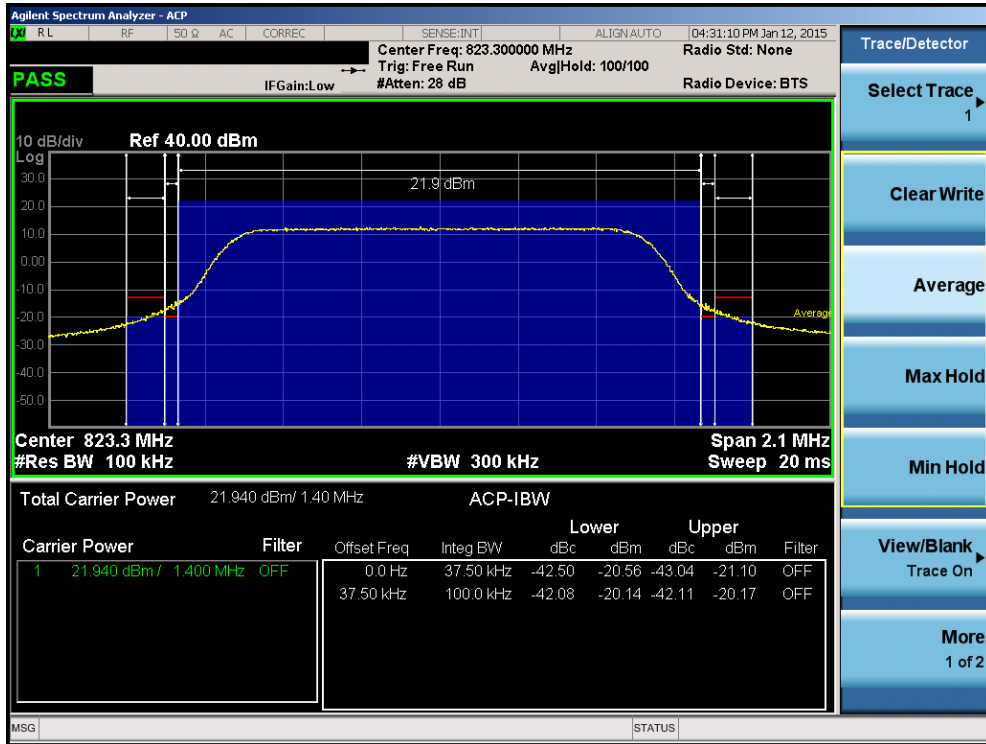 Agilent Spectrum Analyzer - ACP
LXI RL RF 50 Ω AC CORREC SENSE:INT ALIGN AUTO 04:31:10 PM Jan 12, 2015
Center Freq: 823.300000 MHz Radio Std: None
Trig: Free Run Avg|Hold: 100/100
PASS IFGain:Low #Atten: 28 dB Radio Device: BTS
10 dB/div Ref 40.00 dBm
Log
30.0
21.9 dBm
20.0
10.0
0.00
-10.0
Average
-20.0
-30.0
-40.0
-50.0
Center 823.3 MHz Span 2.1 MHz
#Res BW 100 kHz #VBW 300 kHz Sweep 20 ms
Total Carrier Power 21.940 dBm/ 1.40 MHz ACP-IBW
Lower Upper
Carrier Power Filter Offset Freq Integ BW dBc dBm dBc dBm Filter
1 21.940 dBm / 1.400 MHz OFF 0.0 Hz 37.50 kHz -42.50 -20.56 -43.04 -21.10 OFF
37.50 kHz 100.0 kHz -42.08 -20.14 -42.11 -20.17 OFF
MSG STATUS
Trace/Detector
Select Trace
1
Clear Write
Average
Max Hold
Min Hold
View/Blank
Trace On
More
1 of 2